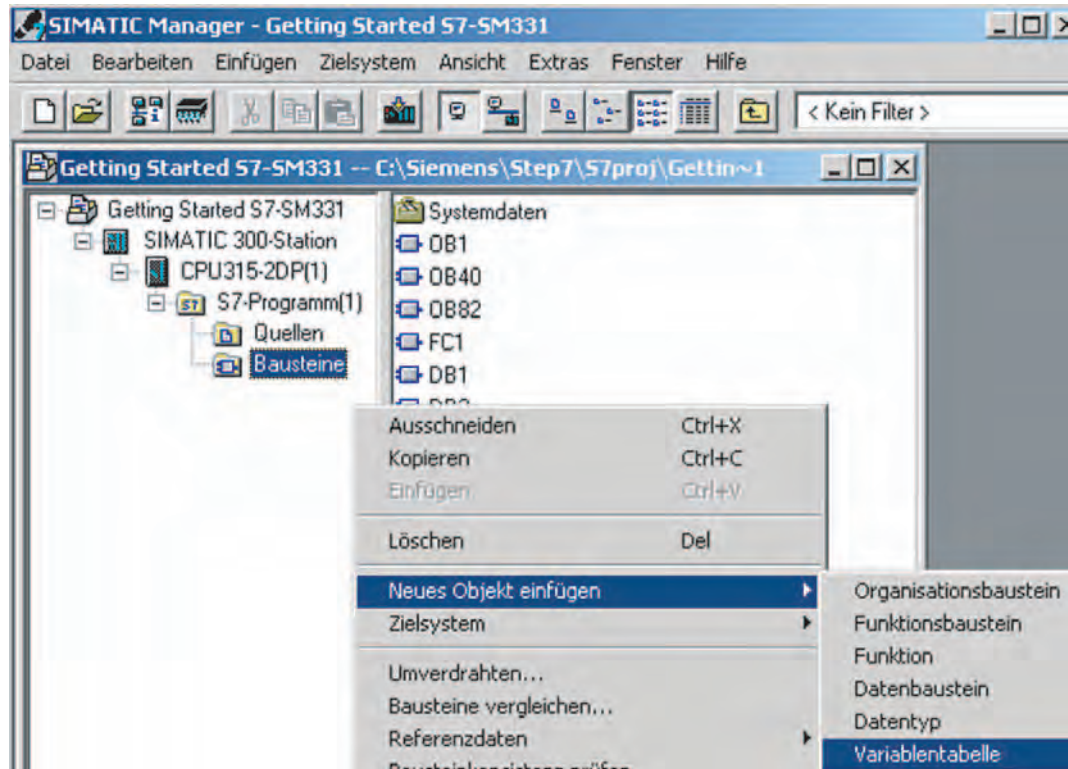 SIMATIC Manager - Getting Started S7-SM331
Datei Bearbeiten Einfügen Zielsystem Ansicht Extras Fenster Hilfe
< Kein Filter >
Getting Started S7-SM331 -- C:\Siemens\Step7\S7proj\Gettin~1
Getting Started S7-SM331
SIMATIC 300-Station
CPU315-2DP(1)
S7-Programm(1)
Quellen
Bausteine
Systemdaten
OB1
OB40
OB82
FC1
DB1
Ausschneiden Ctrl+X
Kopieren Ctrl+C
Einfügen Ctrl+V
Löschen Del
Neues Objekt einfügen
Zielsystem
Umverdrahten...
Bausteine vergleichen...
Referenzdaten
Organisationsbaustein
Funktionsbaustein
Funktion
Datenbaustein
Datentyp
Variablentabelle